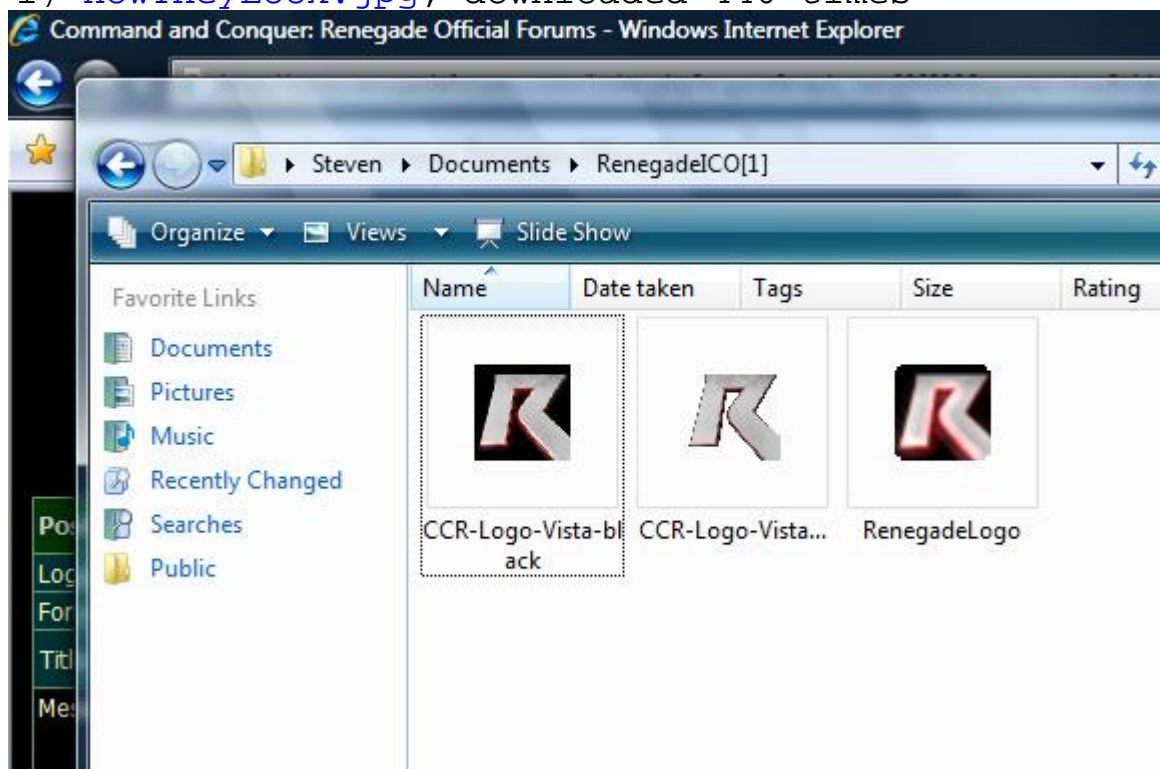 Command and Conquer: Renegade Official Forums - Windows Internet Explorer
Steven Documents RenegadeICO[1]
Organize Views Slide Show
Favorite Links
Name Date taken Tags Size Rating
Documents
Pictures
Music
Recently Changed
Searches
Public
CCR-Logo-Vista-bl
ack
CCR-Logo-Vista...
RenegadeLogo